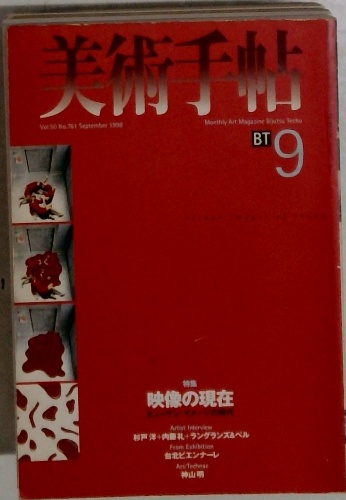 美術手帖
Vol.50 No.761 September 1998
Monthly Art Magazine Bijutsu Techo
BT 9
特集
映像の現在
Artist Interview
杉戸 洋+内藤 礼+ラングランズ&ベル
From Exhibition
台北ビエンナーレ
Art/Technax
神山 明